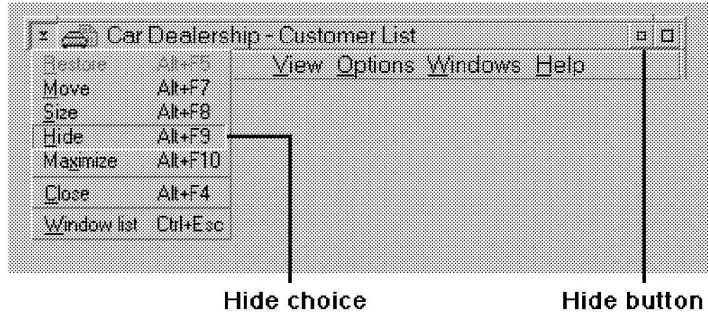 Car Dealership - Customer List
View Options Windows Help
Restore Alt+F5
Move Alt+F7
Size Alt+F8
Hide Alt+F9
Maximize Alt+F10
Close Alt+F4
Window list Ctrl+Esc
Hide choice
Hide button